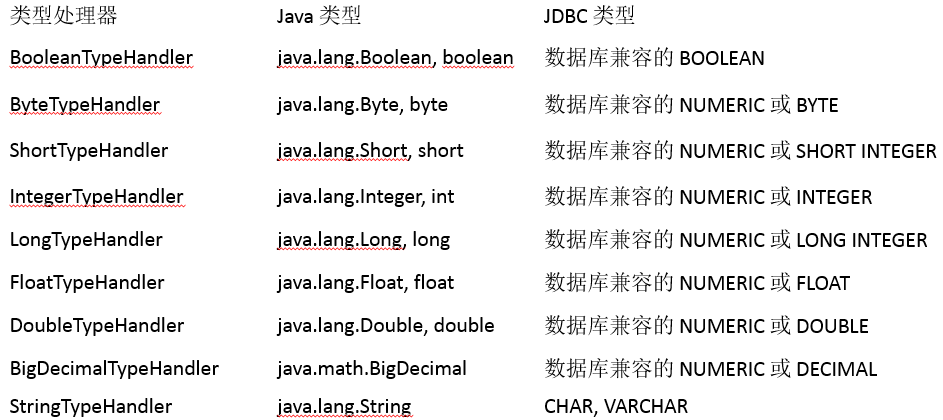 类型处理器 Java 类型 JDBC 类型
BooleanTypeHandler java.lang.Boolean, boolean 数据库兼容的 BOOLEAN
ByteTypeHandler java.lang.Byte, byte 数据库兼容的 NUMERIC 或 BYTE
ShortTypeHandler java.lang.Short, short 数据库兼容的 NUMERIC 或 SHORT INTEGER
IntegerTypeHandler java.lang.Integer, int 数据库兼容的 NUMERIC 或 INTEGER
LongTypeHandler java.lang.Long, long 数据库兼容的 NUMERIC 或 LONG INTEGER
FloatTypeHandler java.lang.Float, float 数据库兼容的 NUMERIC 或 FLOAT
DoubleTypeHandler java.lang.Double, double 数据库兼容的 NUMERIC 或 DOUBLE
BigDecimalTypeHandler java.math.BigDecimal 数据库兼容的 NUMERIC 或 DECIMAL
StringTypeHandler java.lang.String CHAR, VARCHAR